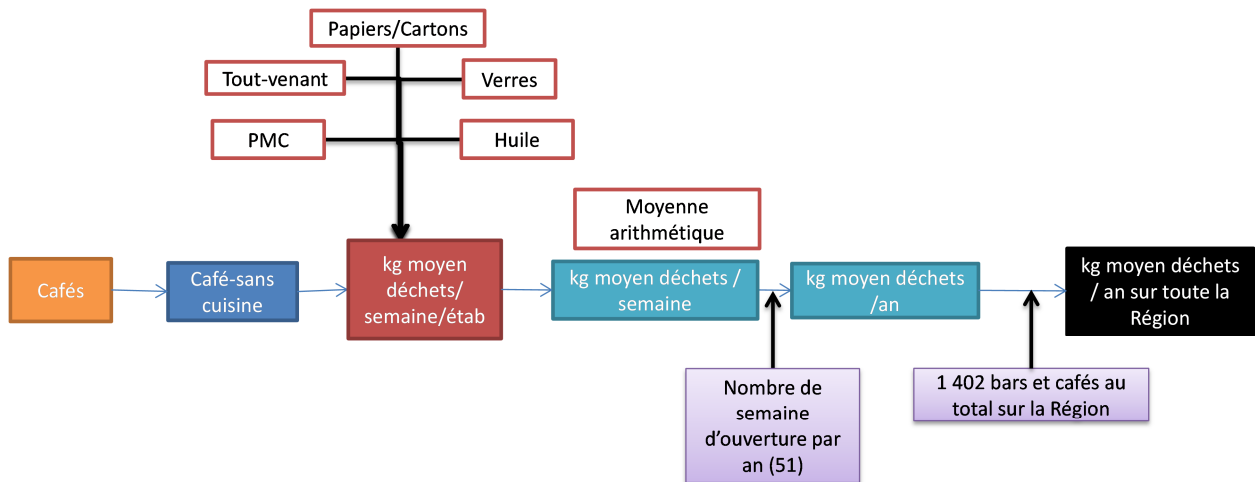 Papiers/Cartons
Tout-venant
Verres
PMC
Huile
Moyenne
arithmétique
Cafés
Café-sans
cuisine
kg moyen
déchets/
semaine/étab
kg moyen déchets /
semaine
kg moyen déchets
/an
kg moyen déchets
/ an sur toute la
Région
Nombre de
semaine
d'ouverture par
an (51)
1 402 bars et cafés au
total sur la Région